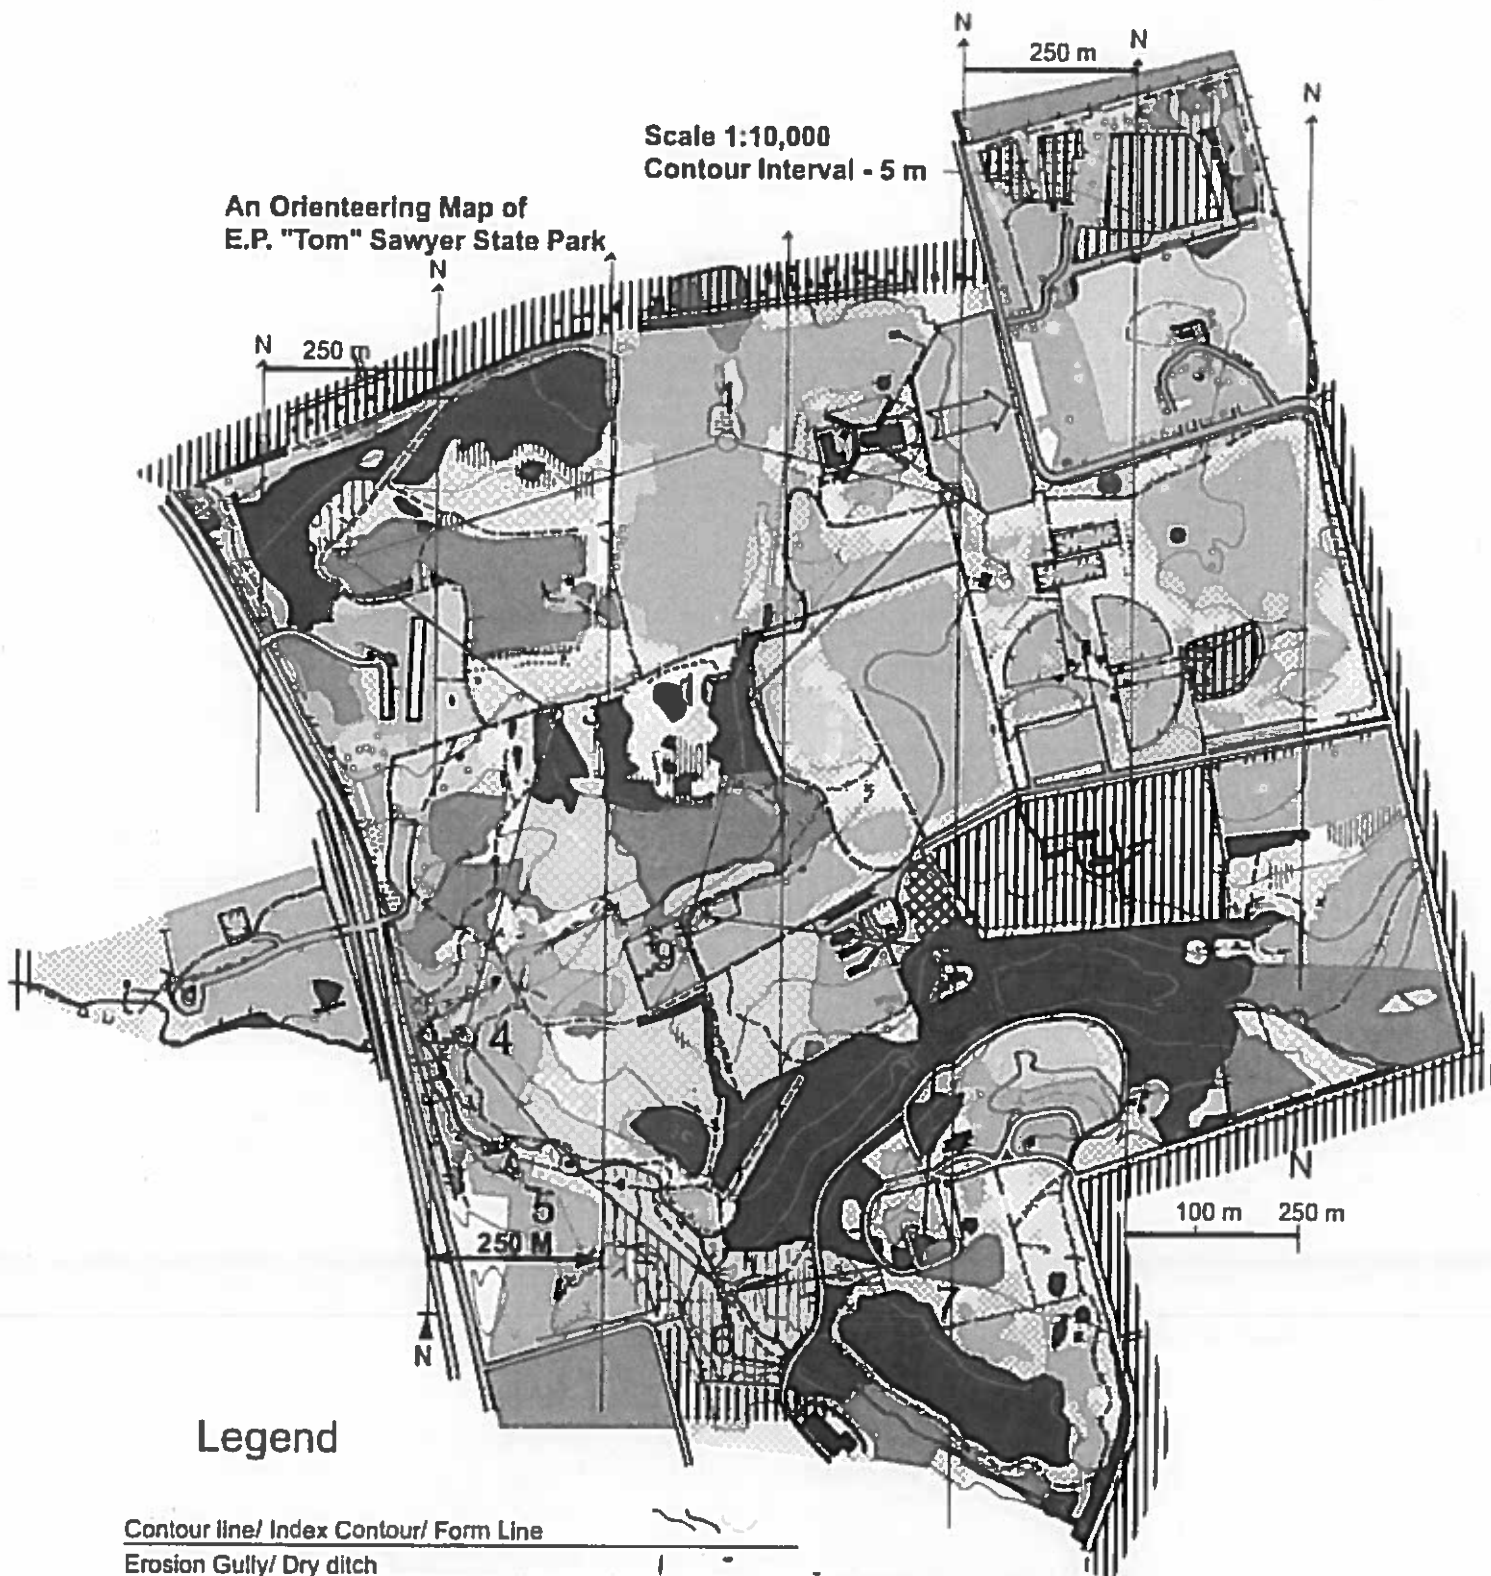 N
N
250 m
N
Scale 1:10,000
Contour Interval - 5 m
An Orienteering Map of
E.P. "Tom" Sawyer State Park
N
N
250 m
1
3
9
4
5
250 M
N
100 m 250 m
6
N
Legend
Contour line/ Index Contour/ Form Line
Erosion Gully/ Dry ditch